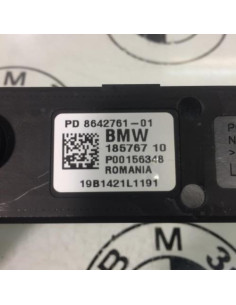 PD 8642761-01
BMW
185767 10
P00156348
ROMANIA
19B1421L1191